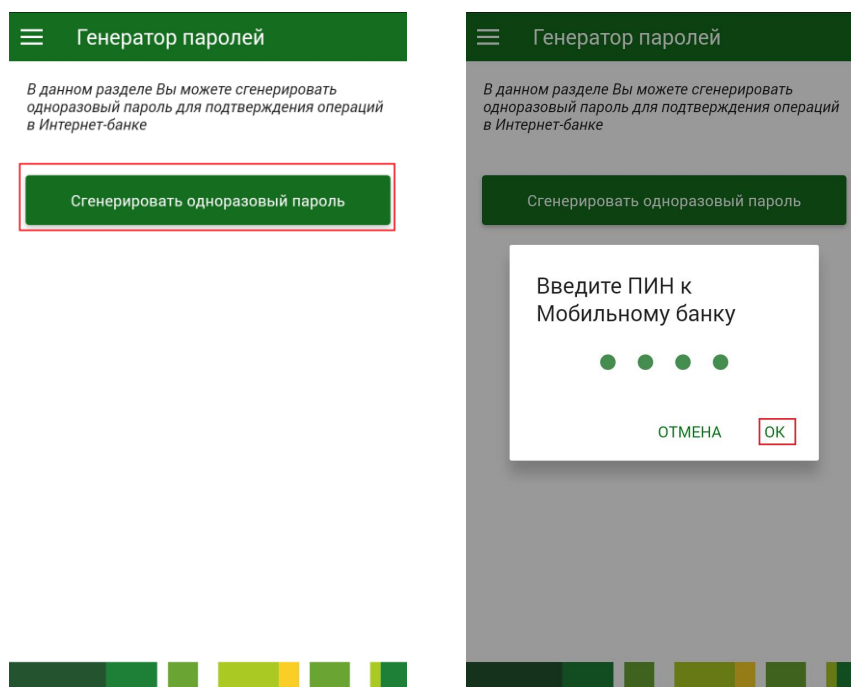 Генератор паролей
В данном разделе Вы можете сгенерировать
одноразовый пароль для подтверждения операций
в Интернет-банке
Сгенерировать одноразовый пароль
Генератор паролей
В данном разделе Вы можете сгенерировать
одноразовый пароль для подтверждения операций
в Интернет-банке
Сгенерировать одноразовый пароль
Введите ПИН к
Мобильному банку
ОТМЕНА ОК